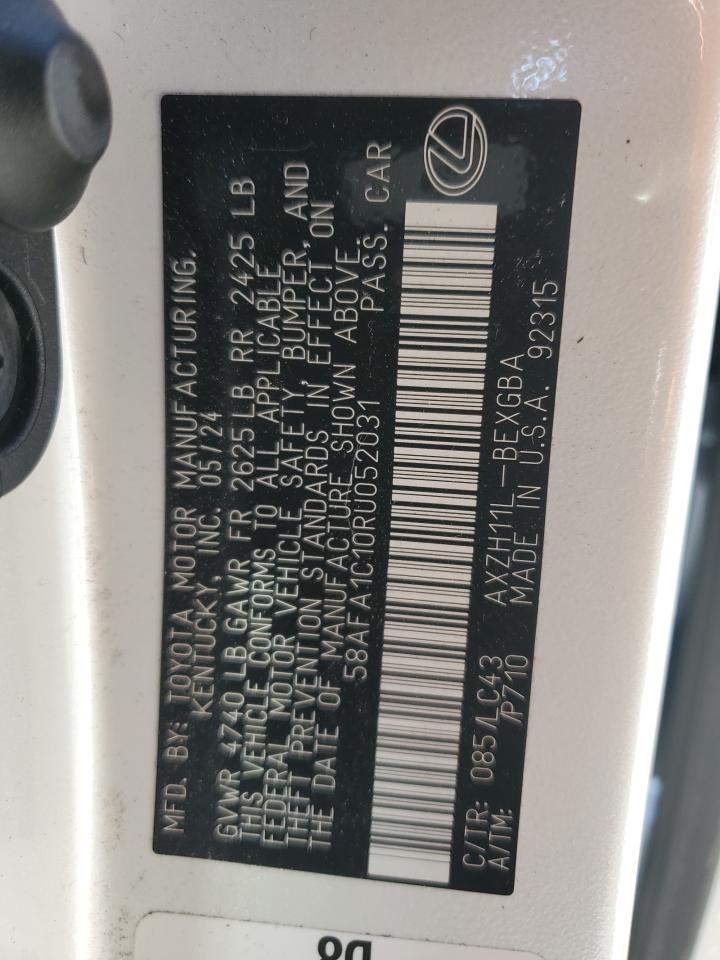 MFD. BY: TOYOTA MOTOR MANUFACTURING,
KENTUCKY, INC. 05/24
GVWR 4740 LB GAWR FR 2625 LB RR 2425 LB
THIS VEHICLE CONFORMS TO ALL APPLICABLE
FEDERAL MOTOR VEHICLE SAFETY, BUMPER, AND
THEFT PREVENTION STANDARDS IN EFFECT ON
THE DATE OF MANUFACTURE SHOWN ABOVE.
58AFA1C10RU052031 PASS. CAR
C/TR: 085/LC43 AXZH11L-BEXGBA
A/TM: /P710 MADE IN U.S.A. 92315
D8